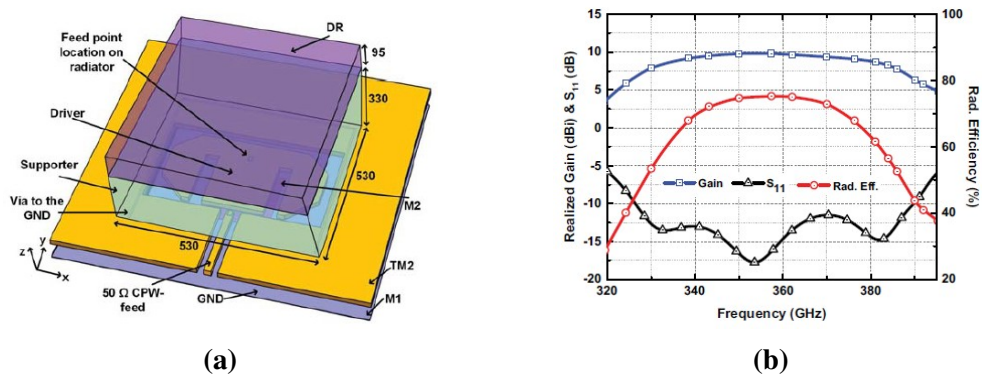 Feed point
location on
radiator
DR
95
330
Driver
Supporter
530
Via to the
GND
M2
530
z
y
x
TM2
50 Ω CPW-
feed
GND
M1
(a)
15
10
5
0
-5
-10
-15
-20
Realized Gain (dBi) & S11 (dB)
100
80
60
40
20
Rad. Efficiency (%)
Gain S11 Rad. Eff.
320 340 360 380
Frequency (GHz)
(b)